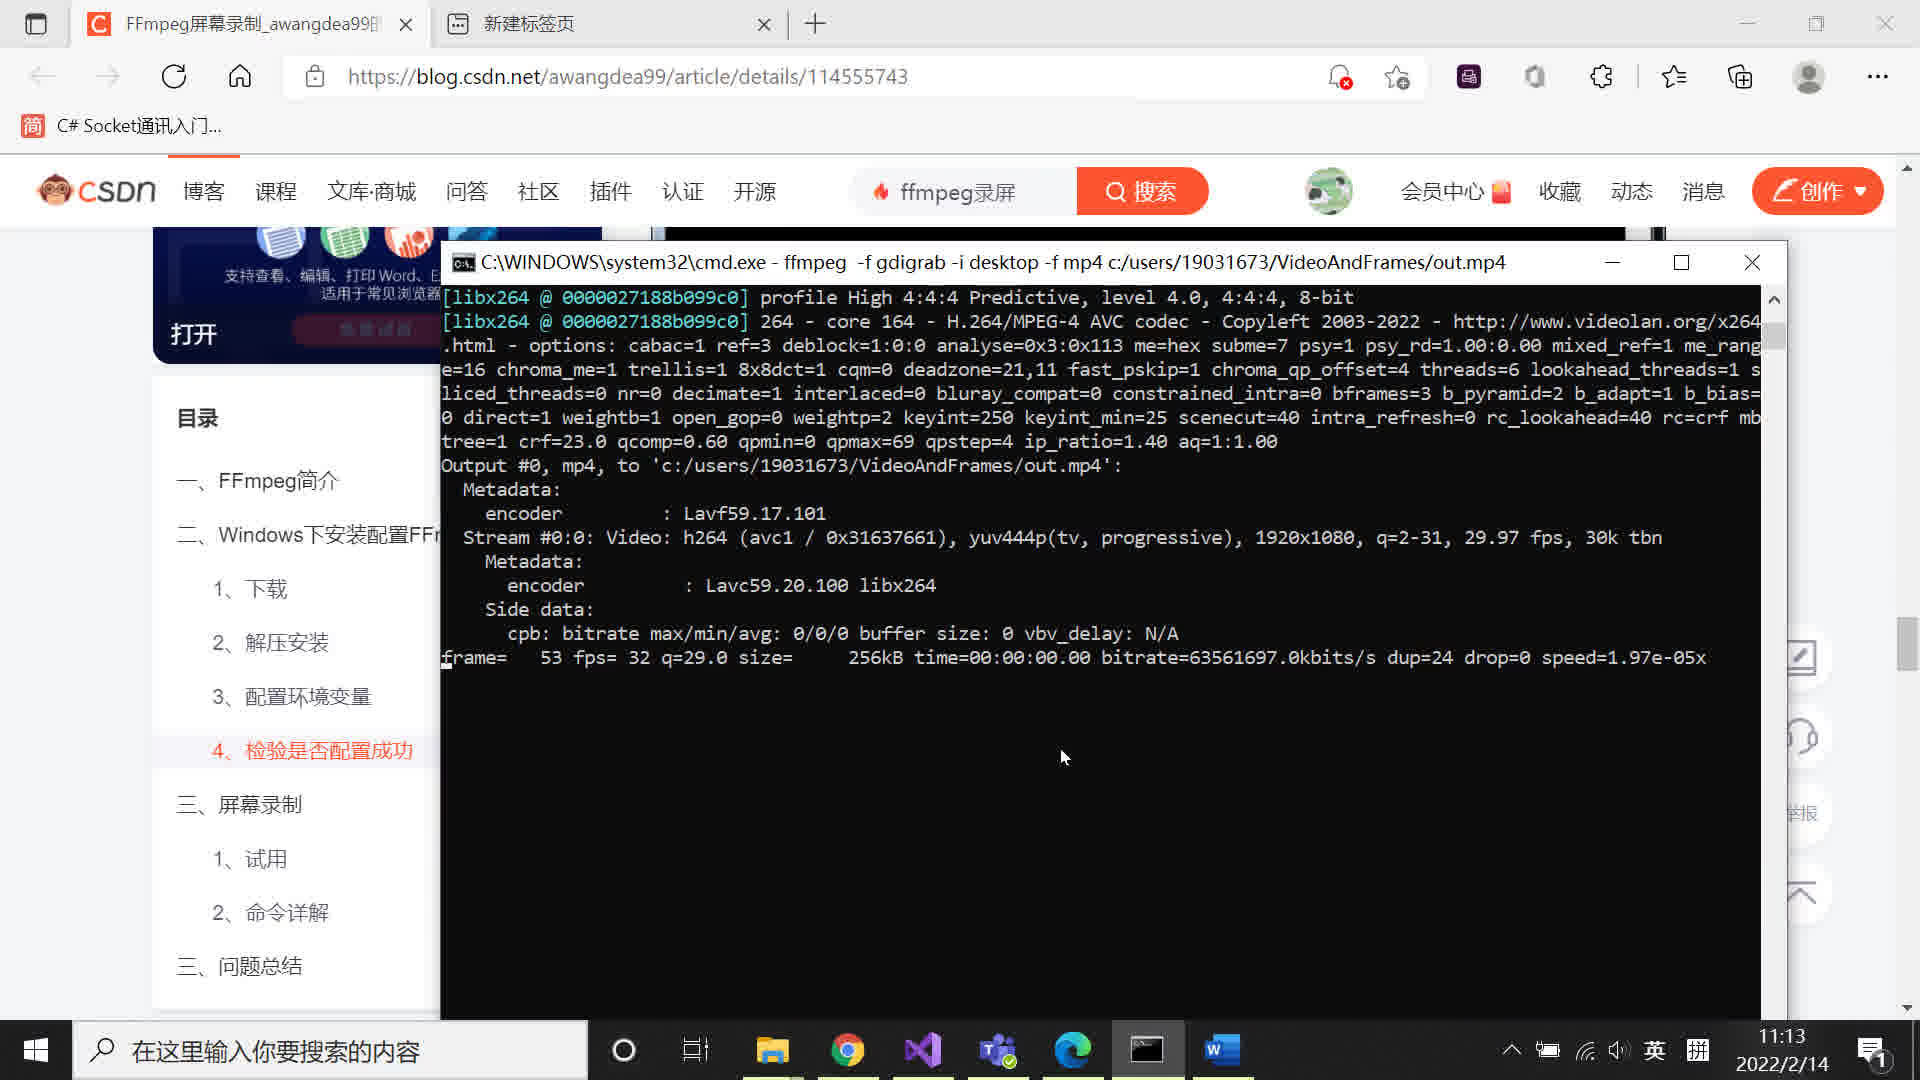 FFmpeg屏幕录制_awangdea99的
新建标签页
https://blog.csdn.net/awangdea99/article/details/114555743
简 C# Socket通讯入门...
CSDN 博客 课程 文库·商城 问答 社区 插件 认证 开源 ffmpeg录屏 搜索 会员中心 收藏 动态 消息 创作
支持查看、编辑、打印 Word、Ex
适用于常见浏览器
打开
目录
一、FFmpeg简介
二、Windows下安装配置FFm
1、下载
2、解压安装
3、配置环境变量
4、检验是否配置成功
三、屏幕录制
1、试用
2、命令详解
三、问题总结
C:\WINDOWS\system32\cmd.exe - ffmpeg  -f gdigrab -i desktop -f mp4 c:/users/19031673/VideoAndFrames/out.mp4
[libx264 @ 0000027188b099c0] profile High 4:4:4 Predictive, level 4.0, 4:4:4, 8-bit
[libx264 @ 0000027188b099c0] 264 - core 164 - H.264/MPEG-4 AVC codec - Copyleft 2003-2022 - http://www.videolan.org/x264
.html - options: cabac=1 ref=3 deblock=1:0:0 analyse=0x3:0x113 me=hex subme=7 psy=1 psy_rd=1.00:0.00 mixed_ref=1 me_rang
e=16 chroma_me=1 trellis=1 8x8dct=1 cqm=0 deadzone=21,11 fast_pskip=1 chroma_qp_offset=4 threads=6 lookahead_threads=1 s
liced_threads=0 nr=0 decimate=1 interlaced=0 bluray_compat=0 constrained_intra=0 bframes=3 b_pyramid=2 b_adapt=1 b_bias=
0 direct=1 weightb=1 open_gop=0 weightp=2 keyint=250 keyint_min=25 scenecut=40 intra_refresh=0 rc_lookahead=40 rc=crf mb
tree=1 crf=23.0 qcomp=0.60 qpmin=0 qpmax=69 qpstep=4 ip_ratio=1.40 aq=1:1.00
Output #0, mp4, to 'c:/users/19031673/VideoAndFrames/out.mp4':
Metadata:
encoder         : Lavf59.17.101
Stream #0:0: Video: h264 (avc1 / 0x31637661), yuv444p(tv, progressive), 1920x1080, q=2-31, 29.97 fps, 30k tbn
Metadata:
encoder         : Lavc59.20.100 libx264
Side data:
cpb: bitrate max/min/avg: 0/0/0 buffer size: 0 vbv_delay: N/A
frame=   53 fps= 32 q=29.0 size=     256kB time=00:00:00.00 bitrate=63561697.0kbits/s dup=24 drop=0 speed=1.97e-05x
举报
在这里输入你要搜索的内容
英 拼
11:13
2022/2/14
1